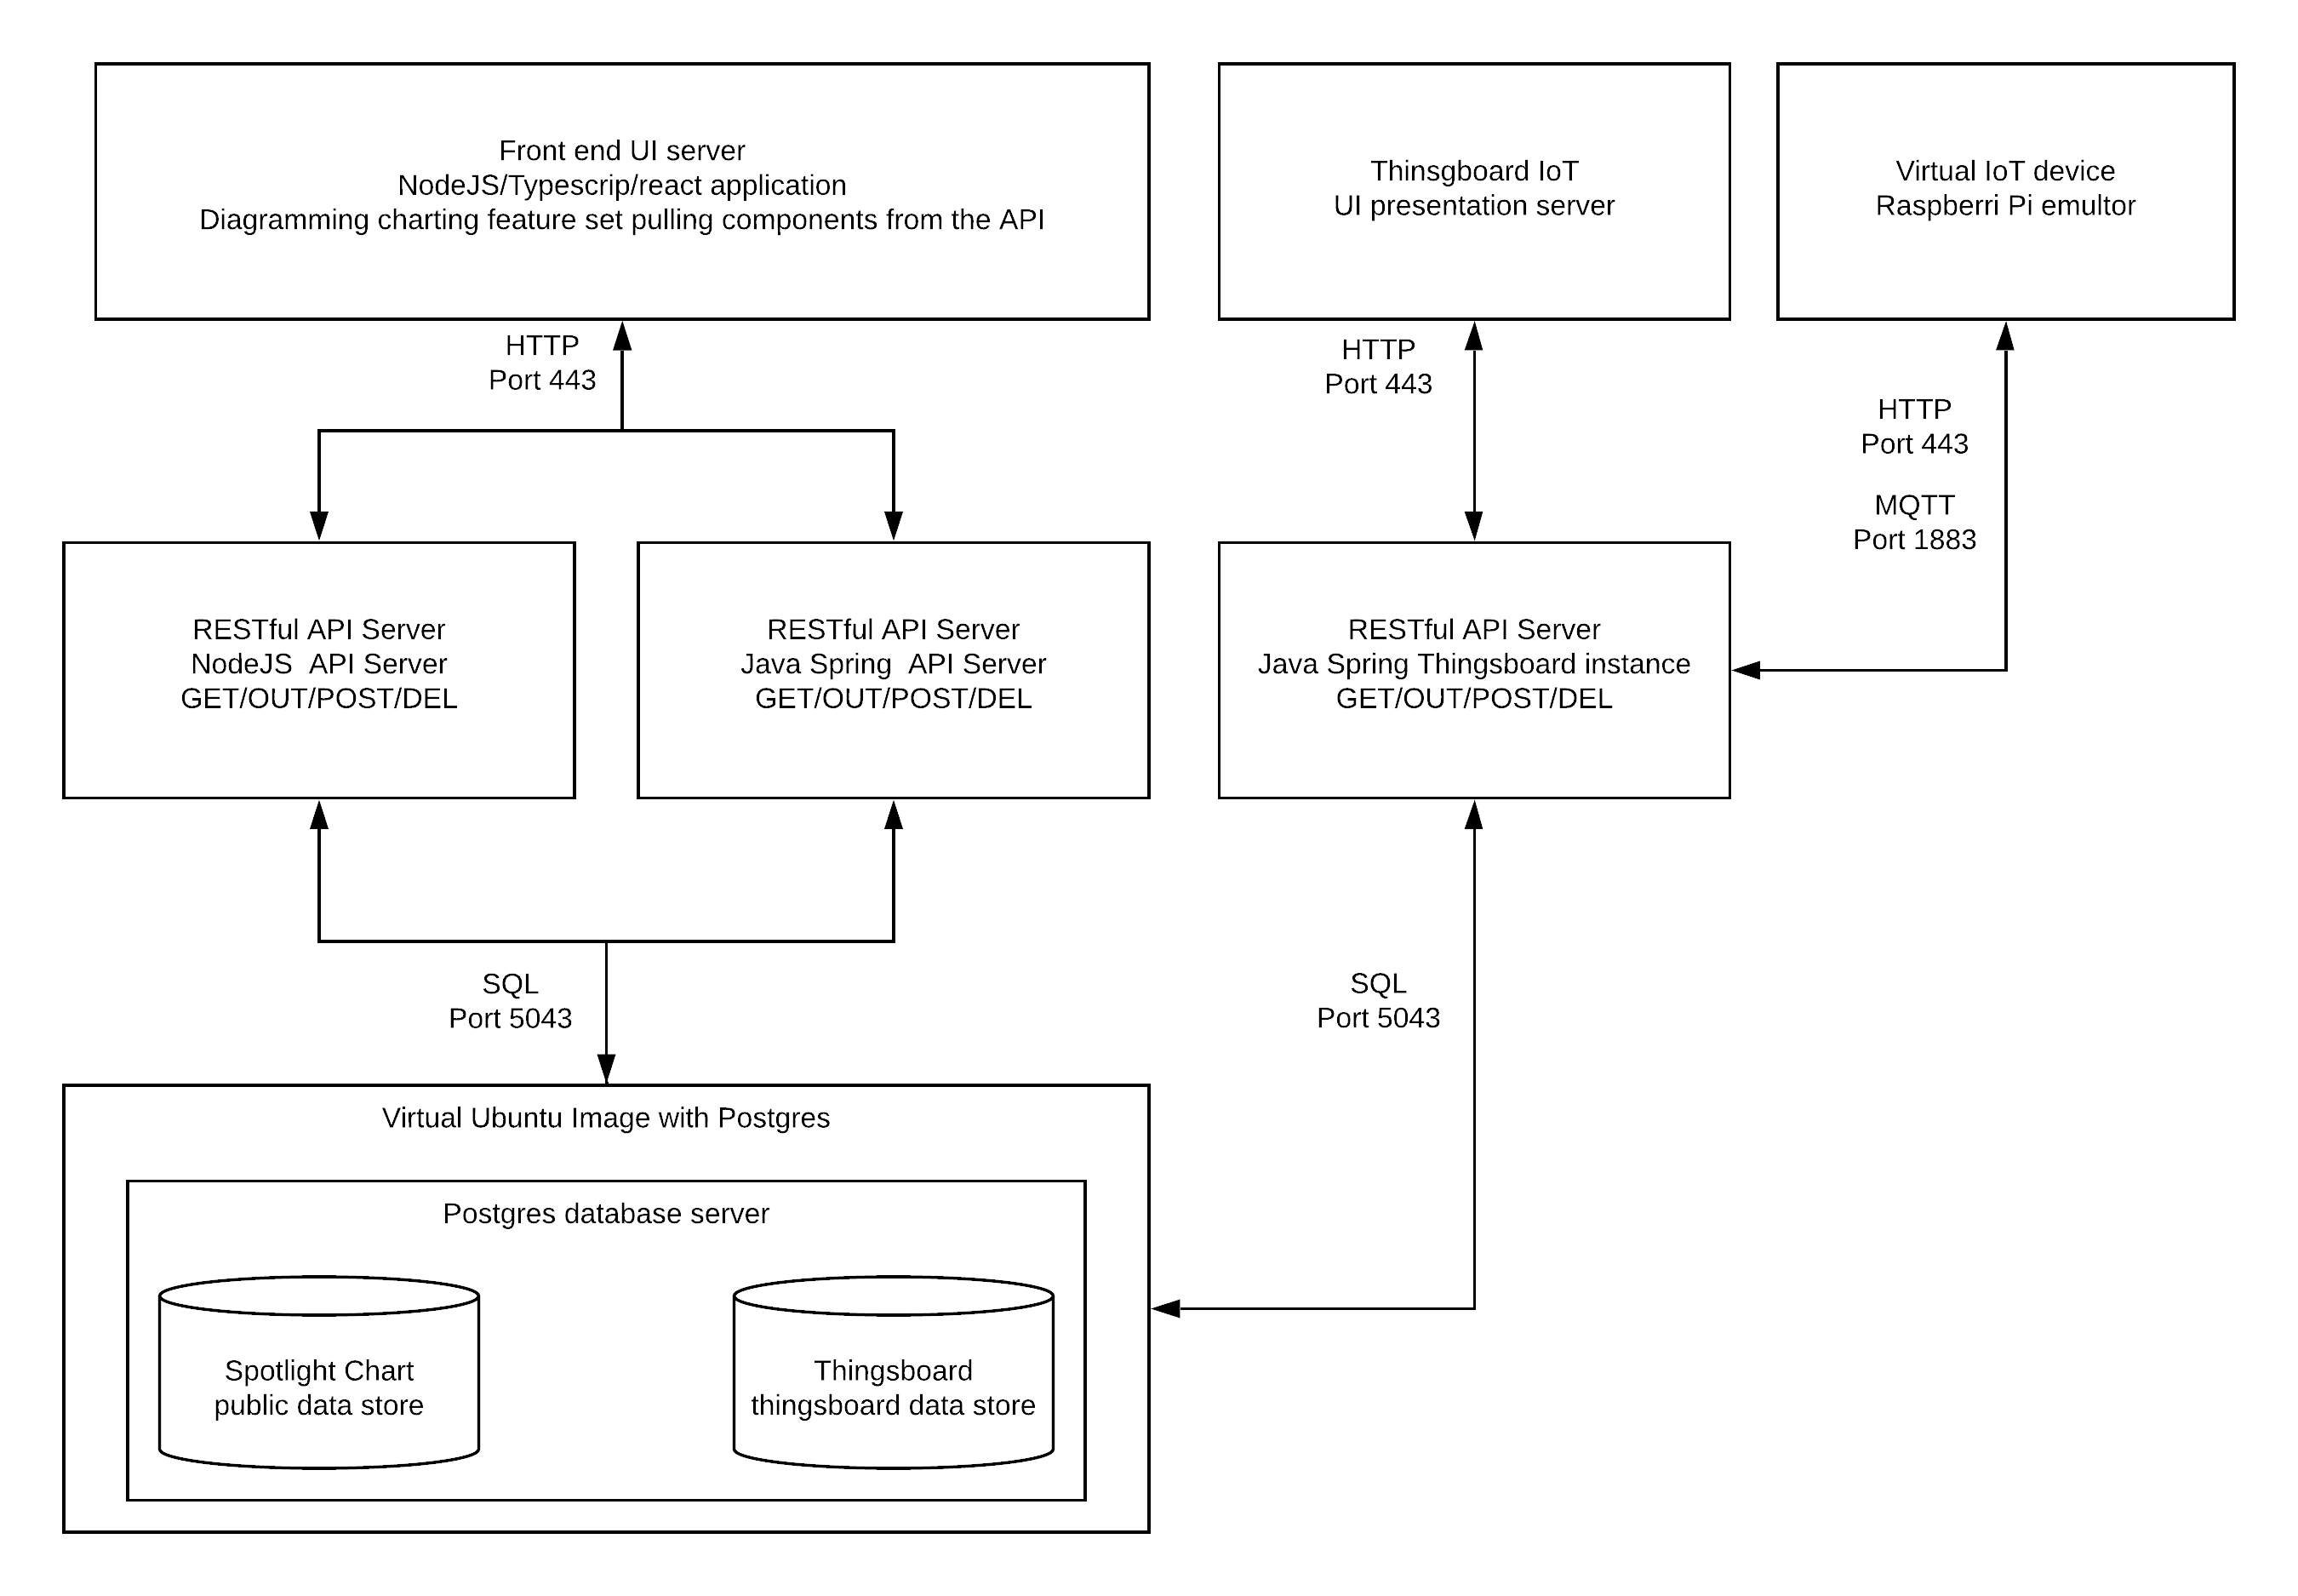 Front end UI server
NodeJS/Typescrip/react application
Diagramming charting feature set pulling components from the API
Thinsgboard IoT
UI presentation server
Virtual IoT device
Raspberri Pi emultor
HTTP
Port 443
HTTP
Port 443
HTTP
Port 443
MQTT
Port 1883
RESTful API Server
NodeJS  API Server
GET/OUT/POST/DEL
RESTful API Server
Java Spring  API Server
GET/OUT/POST/DEL
RESTful API Server
Java Spring Thingsboard instance
GET/OUT/POST/DEL
SQL
Port 5043
SQL
Port 5043
Virtual Ubuntu Image with Postgres
Postgres database server
Spotlight Chart
public data store
Thingsboard
thingsboard data store